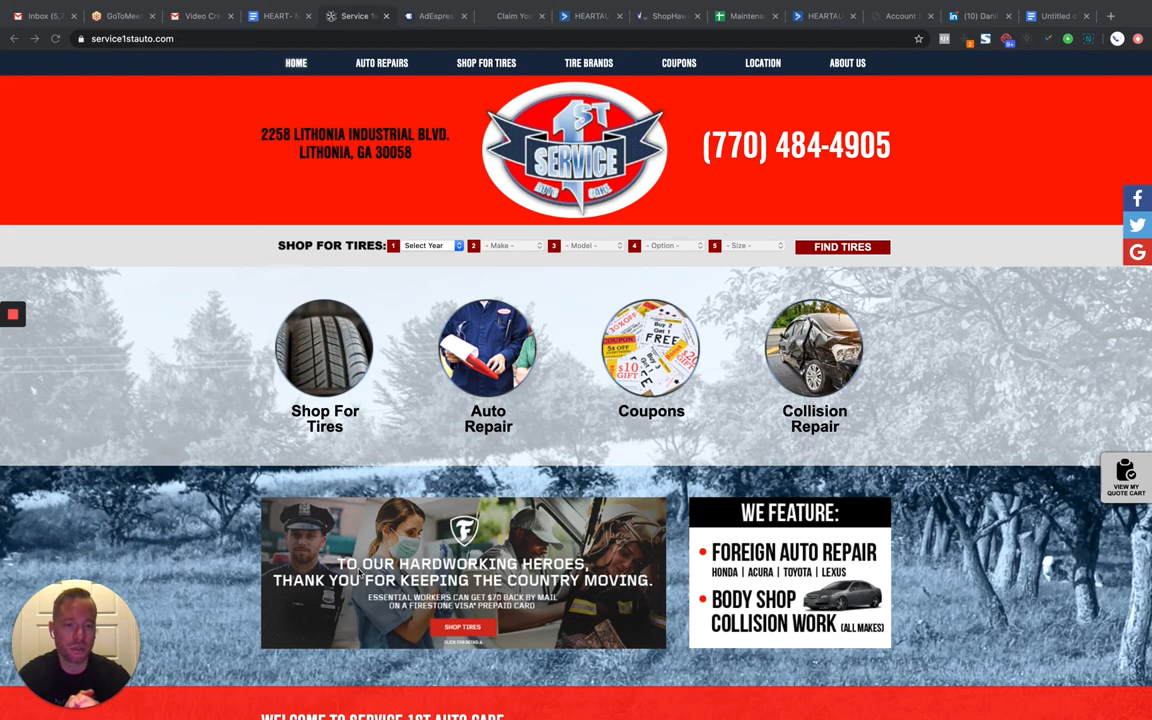 Inbox (5,7
GoToMeet
Video Cre
HEART- M
Service 1s
AdEspres
Claim You
HEARTAU
ShopHaw
Maintenan
HEARTAU
Account S
(10) Dani
Untitled d
service1stauto.com
HOME
AUTO REPAIRS
SHOP FOR TIRES
TIRE BRANDS
COUPONS
LOCATION
ABOUT US
2258 LITHONIA INDUSTRIAL BLVD.
LITHONIA, GA 30058
1ST
SERVICE
AUTO CARE
(770) 484-4905
SHOP FOR TIRES: 1 Select Year 2 - Make - 3 - Model - 4 - Option - 5 - Size - FIND TIRES
Shop For
Tires
Auto
Repair
Coupons
Collision
Repair
VIEW MY
QUOTE CART
TO OUR HARDWORKING HEROES,
THANK YOU FOR KEEPING THE COUNTRY MOVING.
ESSENTIAL WORKERS CAN GET $70 BACK BY MAIL
ON A FIRESTONE VISA® PREPAID CARD
SHOP TIRES
CLICK FOR DETAILS
WE FEATURE:
• FOREIGN AUTO REPAIR
HONDA | ACURA | TOYOTA | LEXUS
• BODY SHOP
COLLISION WORK (ALL MAKES)
WELCOME TO SERVICE 1ST AUTO CARE